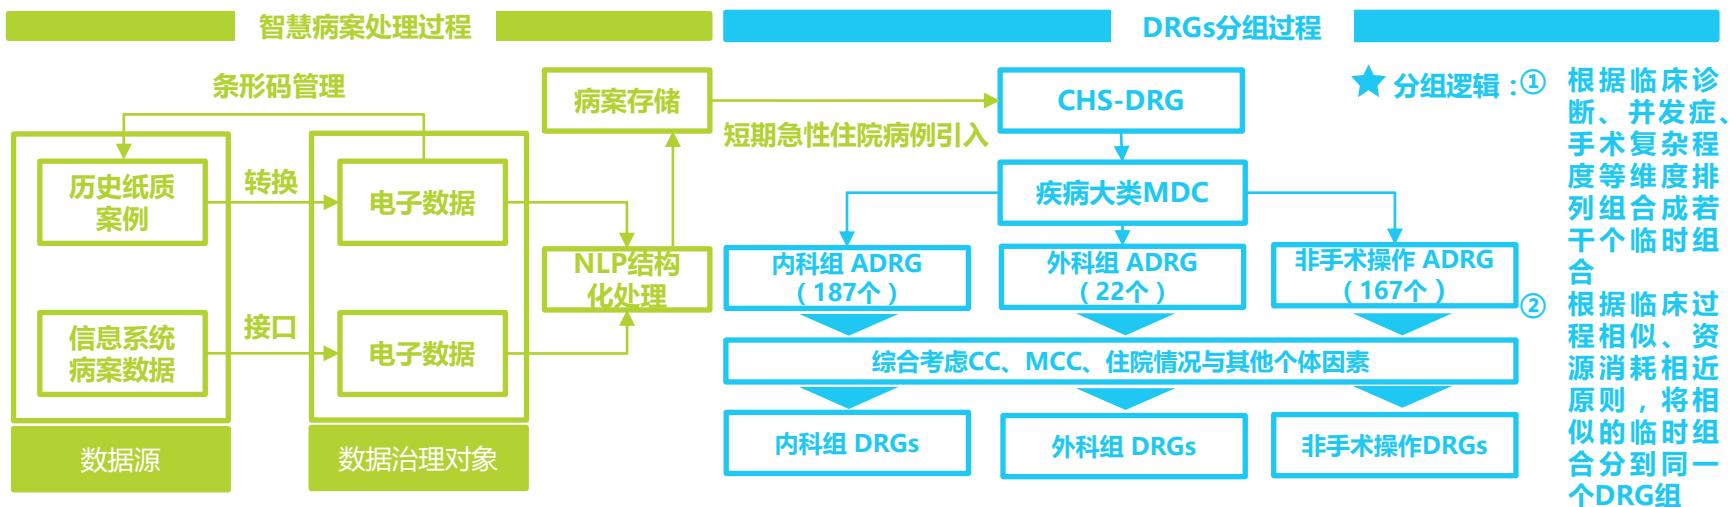 智慧病案处理过程
DRGs分组过程
条形码管理
历史纸质
案例
转换
电子数据
信息系统
病案数据
接口
电子数据
数据源
数据治理对象
病案存储
NLP结构
化处理
短期急性住院病例引入
CHS-DRG
疾病大类MDC
内科组 ADRG
（187个）
外科组 ADRG
（22个）
非手术操作 ADRG
（167个）
综合考虑CC、MCC、住院情况与其他个体因素
内科组 DRGs
外科组 DRGs
非手术操作DRGs
分组逻辑：① 根据临床诊
断、并发症、
手术复杂程
度等维度排
列组合成若
干个临时组
合
② 根据临床过
程相似、资
源消耗相近
原则，将相
似的临时组
合分到同一
个DRG组